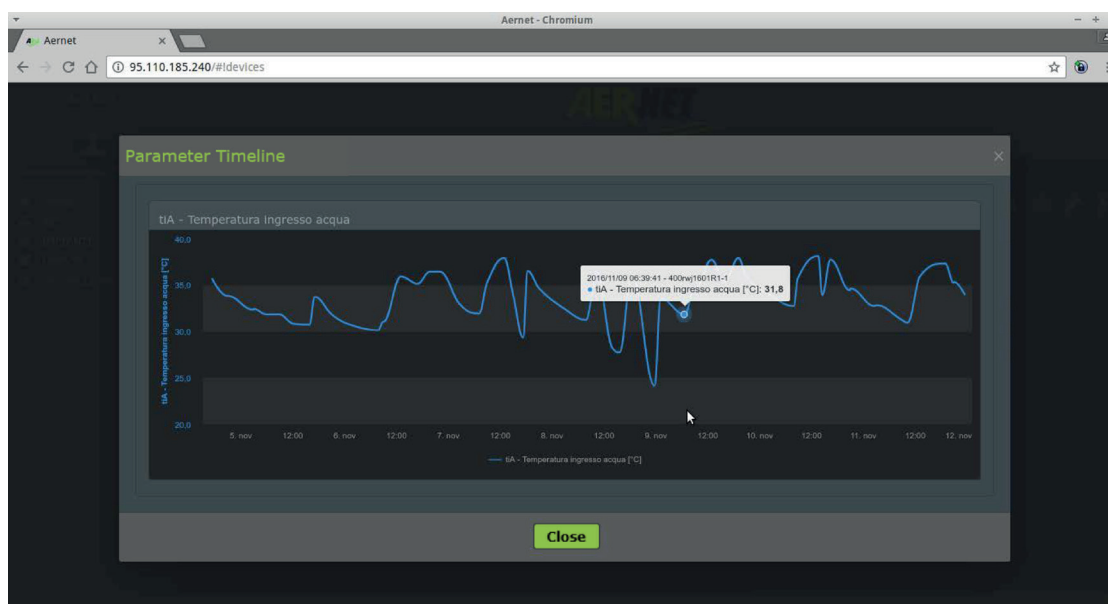 Aernet - Chromium
Aernet
95.110.185.240/#!devices
AERNET
Parameter Timeline
tIA - Temperatura ingresso acqua
tIA - Temperatura ingresso acqua [°C]
40,0
35,0
30,0
25,0
20,0
2016/11/09 06:39:41 - 400rwj1601R1-1
tIA - Temperatura ingresso acqua [°C]: 31,8
5. nov 12:00 6. nov 12:00 7. nov 12:00 8. nov 12:00 9. nov 12:00 10. nov 12:00 11. nov 12:00 12. nov
tIA - Temperatura ingresso acqua [°C]
Close